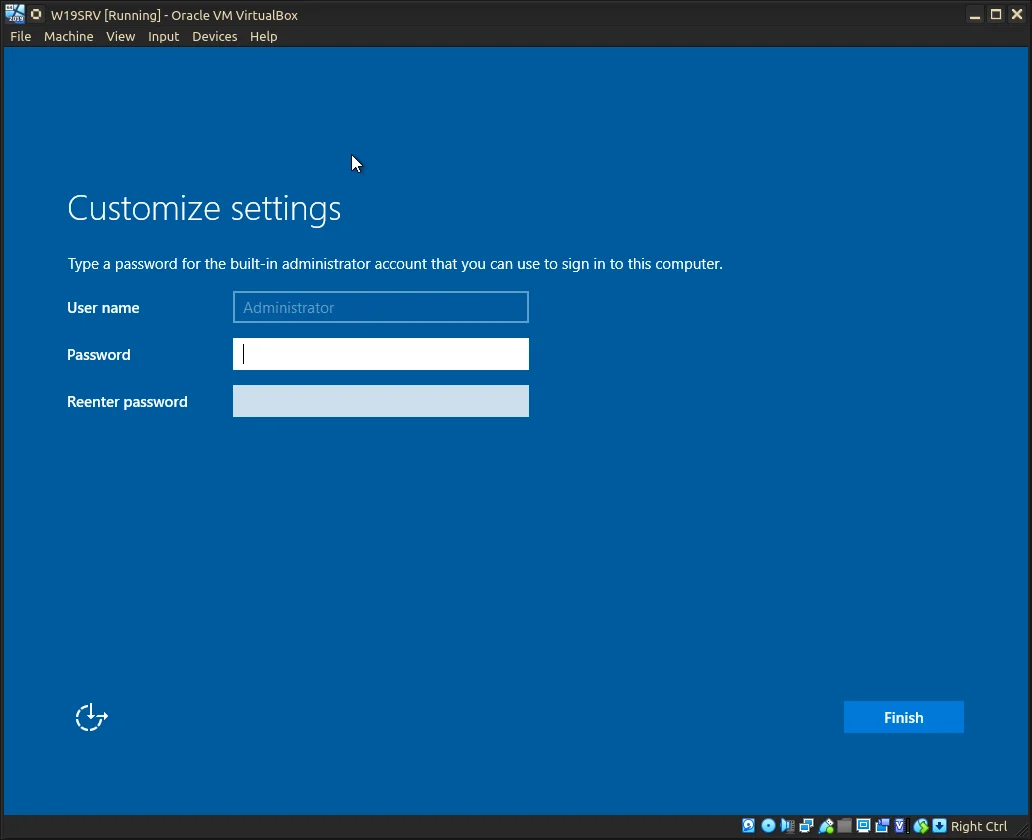 W19SRV [Running] - Oracle VM VirtualBox
File Machine View Input Devices Help
Customize settings
Type a password for the built-in administrator account that you can use to sign in to this computer.
User name Administrator
Password
Reenter password
Finish
Right Ctrl